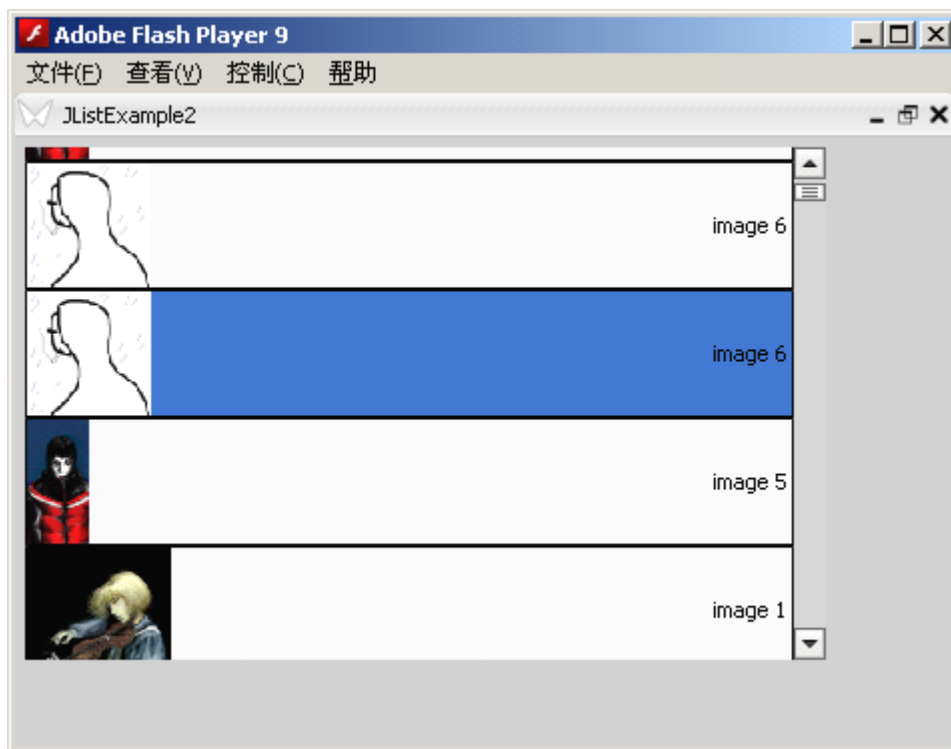 Adobe Flash Player 9
文件(F) 查看(V) 控制(C) 帮助
JListExample2
image 6
image 6
image 5
image 1